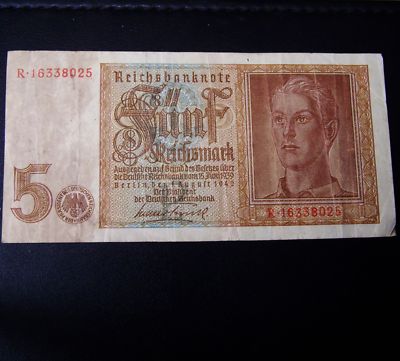 R·16338025
Reichsbanknote
Fünf
Reichsmark
Ausgegeben auf Grund des Gesetzes über
die Deutsche Reichsbank vom 15. Juni 1939
Berlin, den 1. August 1942
Der Präsident
der Deutschen Reichsbank
5
R·16338025